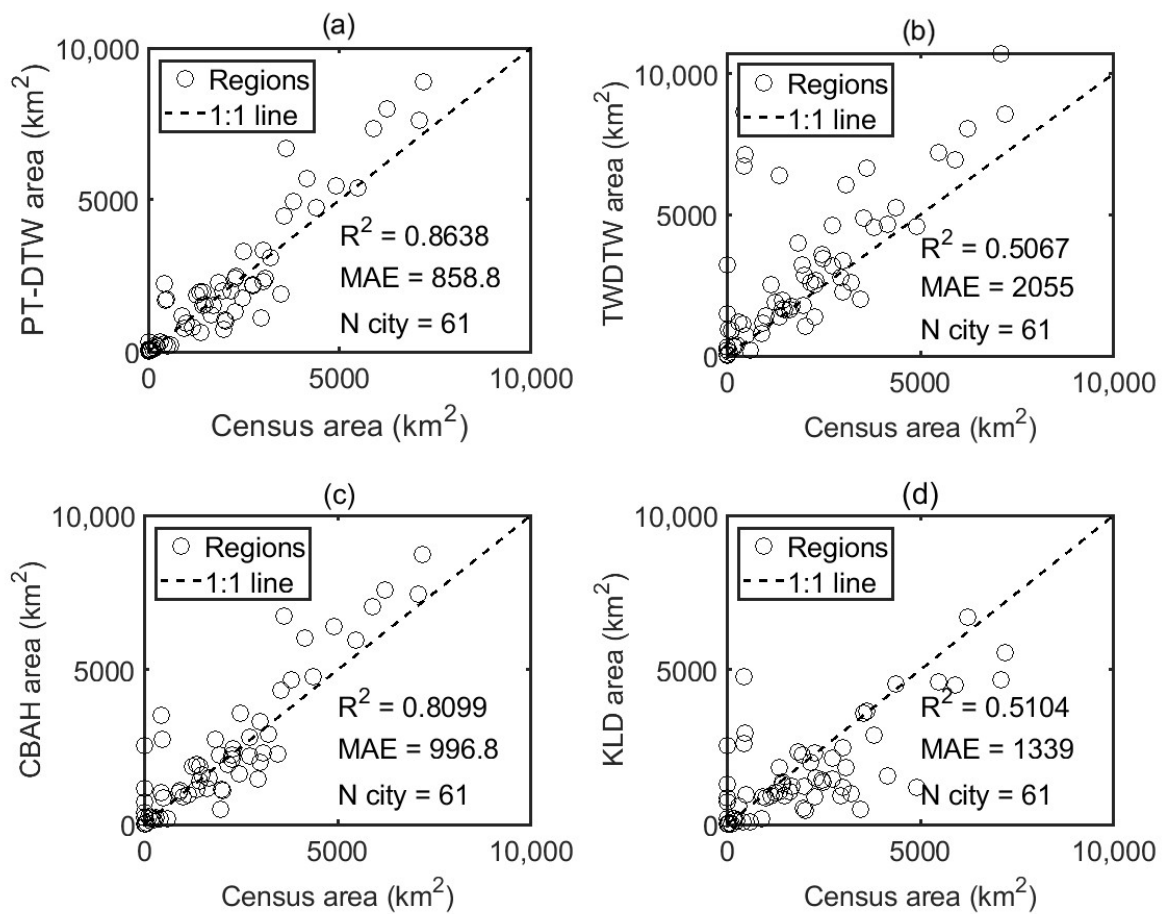 (a)
10,000
5000
0
PT-DTW area (km²)
Regions
1:1 line
R² = 0.8638
MAE = 858.8
N city = 61
0
5000
10,000
Census area (km²)
(b)
10,000
5000
0
TWDTW area (km²)
Regions
1:1 line
R² = 0.5067
MAE = 2055
N city = 61
0
5000
10,000
Census area (km²)
(c)
10,000
5000
0
CBAH area (km²)
Regions
1:1 line
R² = 0.8099
MAE = 996.8
N city = 61
0
5000
10,000
Census area (km²)
(d)
10,000
5000
0
KLD area (km²)
Regions
1:1 line
R² = 0.5104
MAE = 1339
N city = 61
0
5000
10,000
Census area (km²)